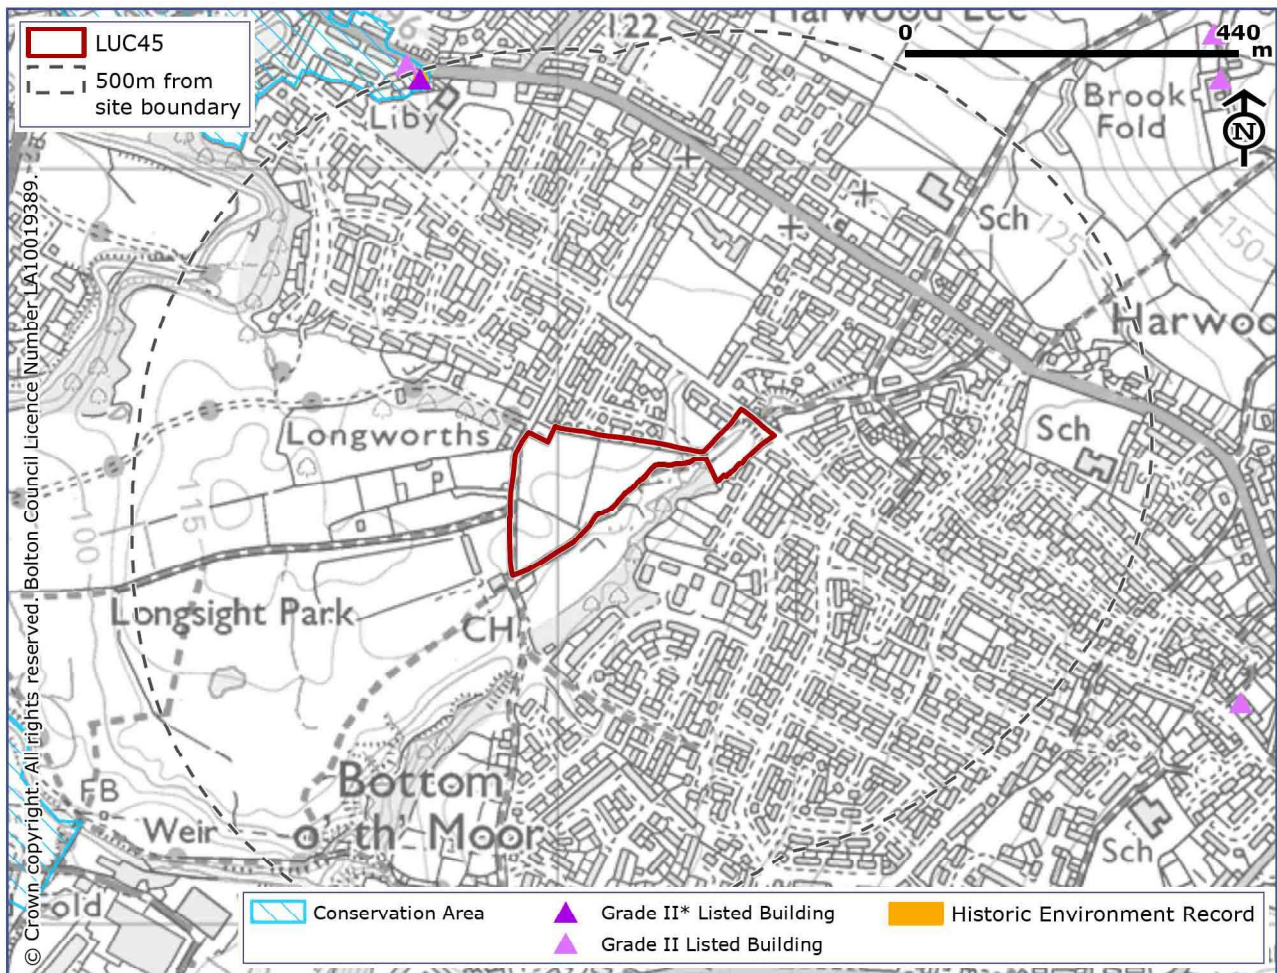 LUC45
500m from
site boundary
0 440
m
N
122
Liby
Brook
Fold
Sch
125
150
Longworths
Sch
115
100
Longsight Park
CH
Bottom
o' th' Moor
FB
Weir
Sch
© Crown copyright. All rights reserved. Bolton Council Licence Number LA10019389.
Conservation Area
Grade II* Listed Building
Grade II Listed Building
Historic Environment Record